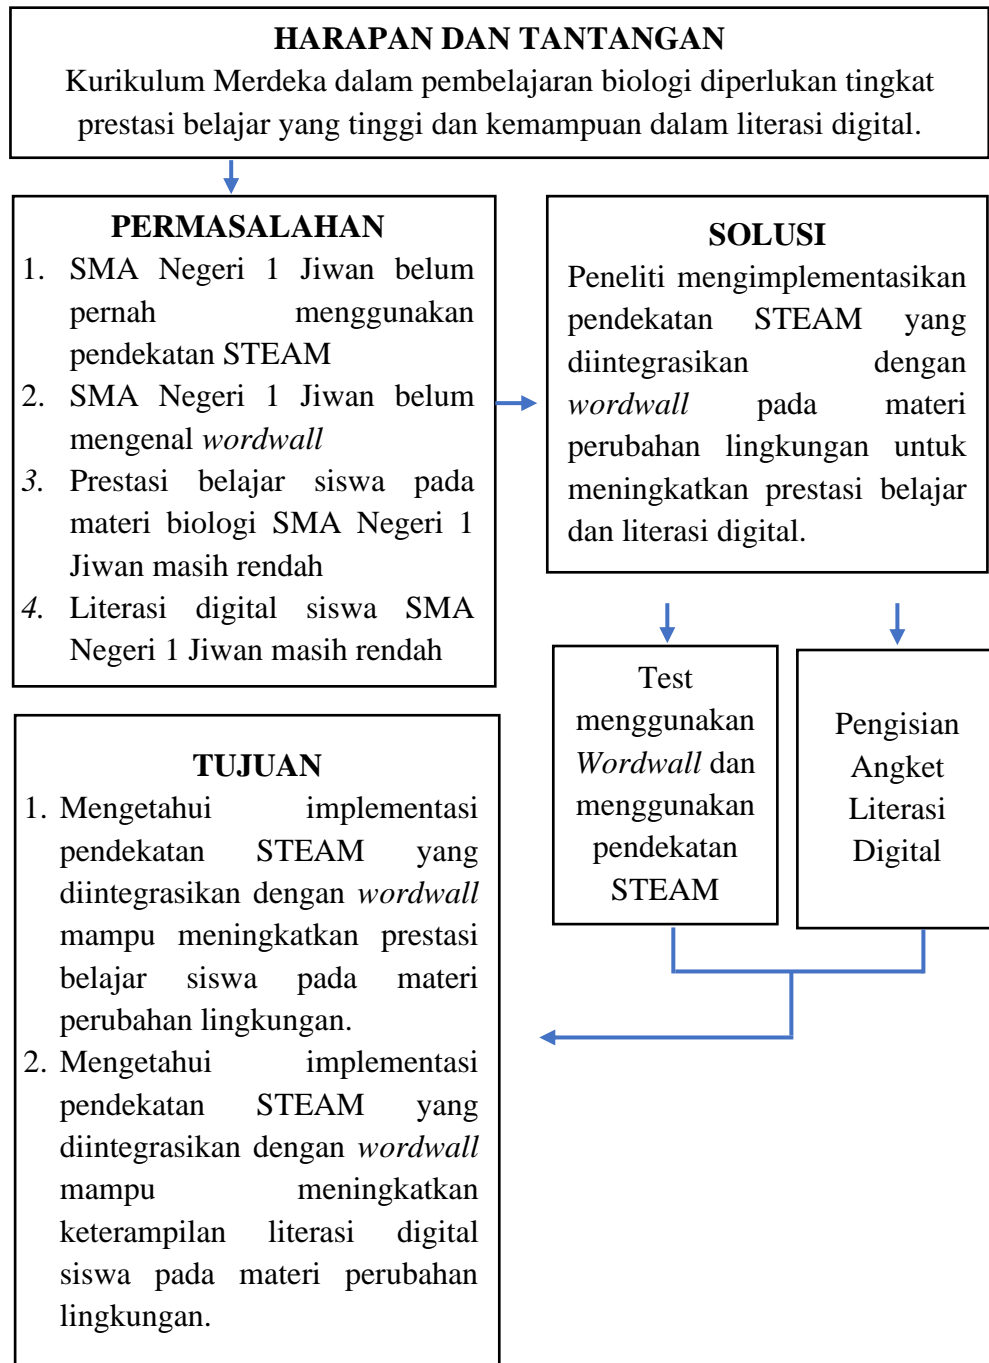 HARAPAN DAN TANTANGAN
Kurikulum Merdeka dalam pembelajaran biologi diperlukan tingkat
prestasi belajar yang tinggi dan kemampuan dalam literasi digital.
PERMASALAHAN
1. SMA Negeri 1 Jiwan belum
pernah menggunakan
pendekatan STEAM
2. SMA Negeri 1 Jiwan belum
mengenal wordwall
3. Prestasi belajar siswa pada
materi biologi SMA Negeri 1
Jiwan masih rendah
4. Literasi digital siswa SMA
Negeri 1 Jiwan masih rendah
SOLUSI
Peneliti mengimplementasikan
pendekatan STEAM yang
diintegrasikan dengan
wordwall pada materi
perubahan lingkungan untuk
meningkatkan prestasi belajar
dan literasi digital.
Test
menggunakan
Wordwall dan
menggunakan
pendekatan
STEAM
Pengisian
Angket
Literasi
Digital
TUJUAN
1. Mengetahui implementasi
pendekatan STEAM yang
diintegrasikan dengan wordwall
mampu meningkatkan prestasi
belajar siswa pada materi
perubahan lingkungan.
2. Mengetahui implementasi
pendekatan STEAM yang
diintegrasikan dengan wordwall
mampu meningkatkan
keterampilan literasi digital
siswa pada materi perubahan
lingkungan.